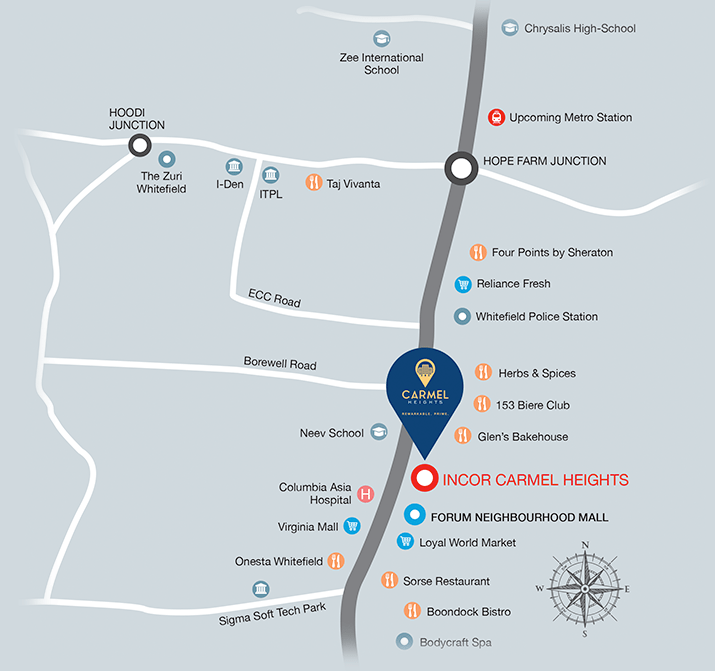 Chrysalis High-School
Zee International
School
HOODI
JUNCTION
Upcoming Metro Station
HOPE FARM JUNCTION
The Zuri
Whitefield
I-Den
ITPL
Taj Vivanta
Four Points by Sheraton
Reliance Fresh
ECC Road
Whitefield Police Station
Borewell Road
Herbs & Spices
CARMEL
HEIGHTS
REMARKABLE. PRIME.
153 Biere Club
Neev School
Glen's Bakehouse
INCOR CARMEL HEIGHTS
Columbia Asia
Hospital
H
FORUM NEIGHBOURHOOD MALL
Virginia Mall
Loyal World Market
Onesta Whitefield
Sorse Restaurant
Sigma Soft Tech Park
Boondock Bistro
Bodycraft Spa
N
W
E
S